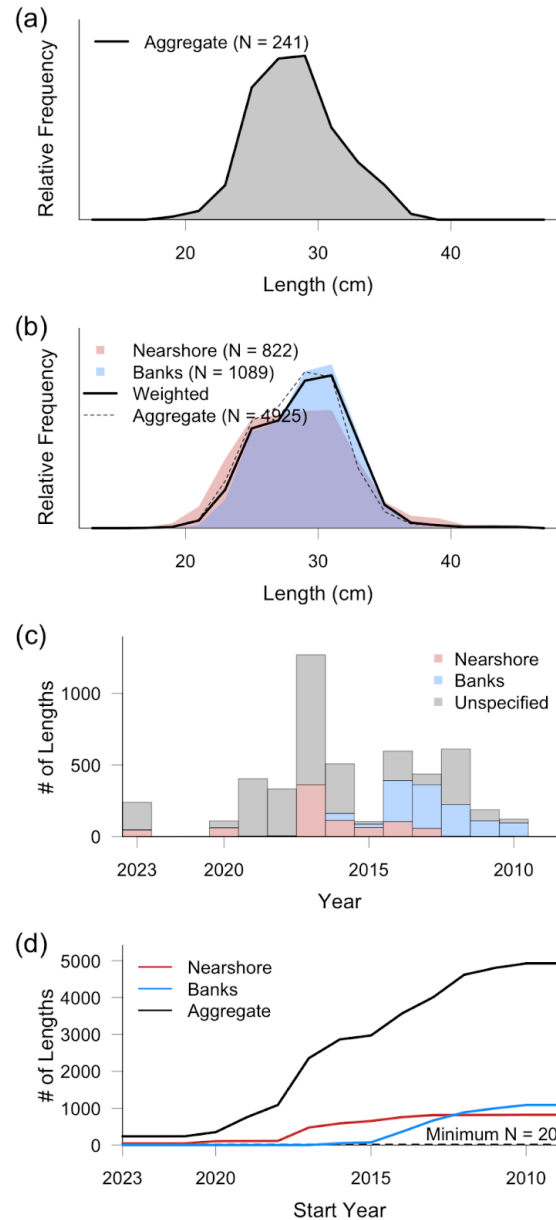 (a)
Aggregate (N = 241)
Relative Frequency
20
30
40
Length (cm)
(b)
Nearshore (N = 822)
Banks (N = 1089)
Weighted
Aggregate (N = 4925)
Relative Frequency
20
30
40
Length (cm)
(c)
Nearshore
Banks
Unspecified
# of Lengths
1000
500
0
2023
2020
2015
2010
Year
(d)
Nearshore
Banks
Aggregate
# of Lengths
5000
4000
3000
2000
1000
0
Minimum N = 20
2023
2020
2015
2010
Start Year